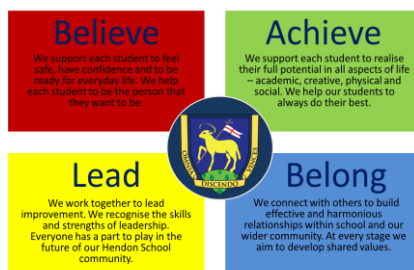 Believe
We support each student to feel
safe, have confidence and to be
ready for everyday life. We help
each student to be the person that
they want to be.
Achieve
We support each student to realise
their full potential in all aspects of life
– academic, creative, physical and
social. We help our students to
always do their best.
OMNIA DISCENDO VINCES
Lead
We work together to lead
improvement. We recognise the skills
and strengths of leadership.
Everyone has a part to play in the
future of our Hendon School
community.
Belong
We connect with others to build
effective and harmonious
relationships within school and our
wider community. At every stage we
aim to develop shared values.